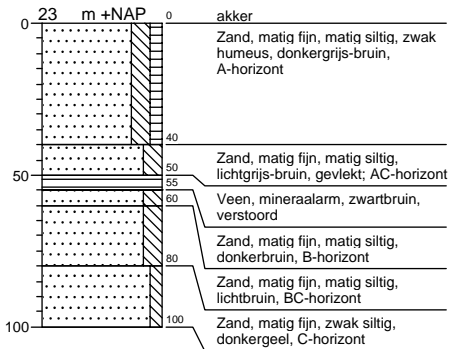 23 m +NAP
0
0
akker
Zand, matig fijn, matig siltig, zwak
humeus, donkergrijs-bruin,
A-horizont
40
Zand, matig fijn, matig siltig,
lichtgrijs-bruin, gevlekt; AC-horizont
50
50
Veen, mineraalarm, zwartbruin,
verstoord
55
Zand, matig fijn, matig siltig,
donkerbruin, B-horizont
60
Zand, matig fijn, matig siltig,
lichtbruin, BC-horizont
80
Zand, matig fijn, zwak siltig,
donkergeel, C-horizont
100
100